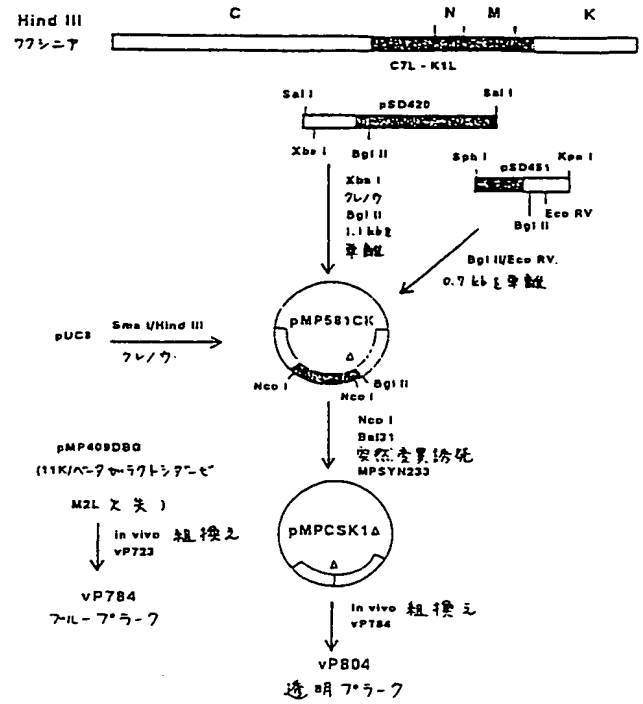 C N M K
Hind III
ワクシニア
C7L - K1L
Sal I pSD420 Sal I
Xba I Bgl II
Sph I pSD451 Kpn I
Bgl II Eco RV
Xba I
クレノウ
Bgl II
1.1 kbを
単離
Bgl II/Eco RV.
0.7 kbを単離
pUC8
Sma I/Hind III
クレノウ
pMP581CK
Δ
Nco I Nco I Bgl II
Nco I
Bal31
突然変異誘発
MPSYN233
pMP409DBG
(11K/ベータガラクトシダーゼ
M2L 欠失)
in vivo 組換え
vP723
vP784
ブループラーク
pMPCSK1Δ
Δ
in vivo 組換え
vP784
vP804
透明プラーク